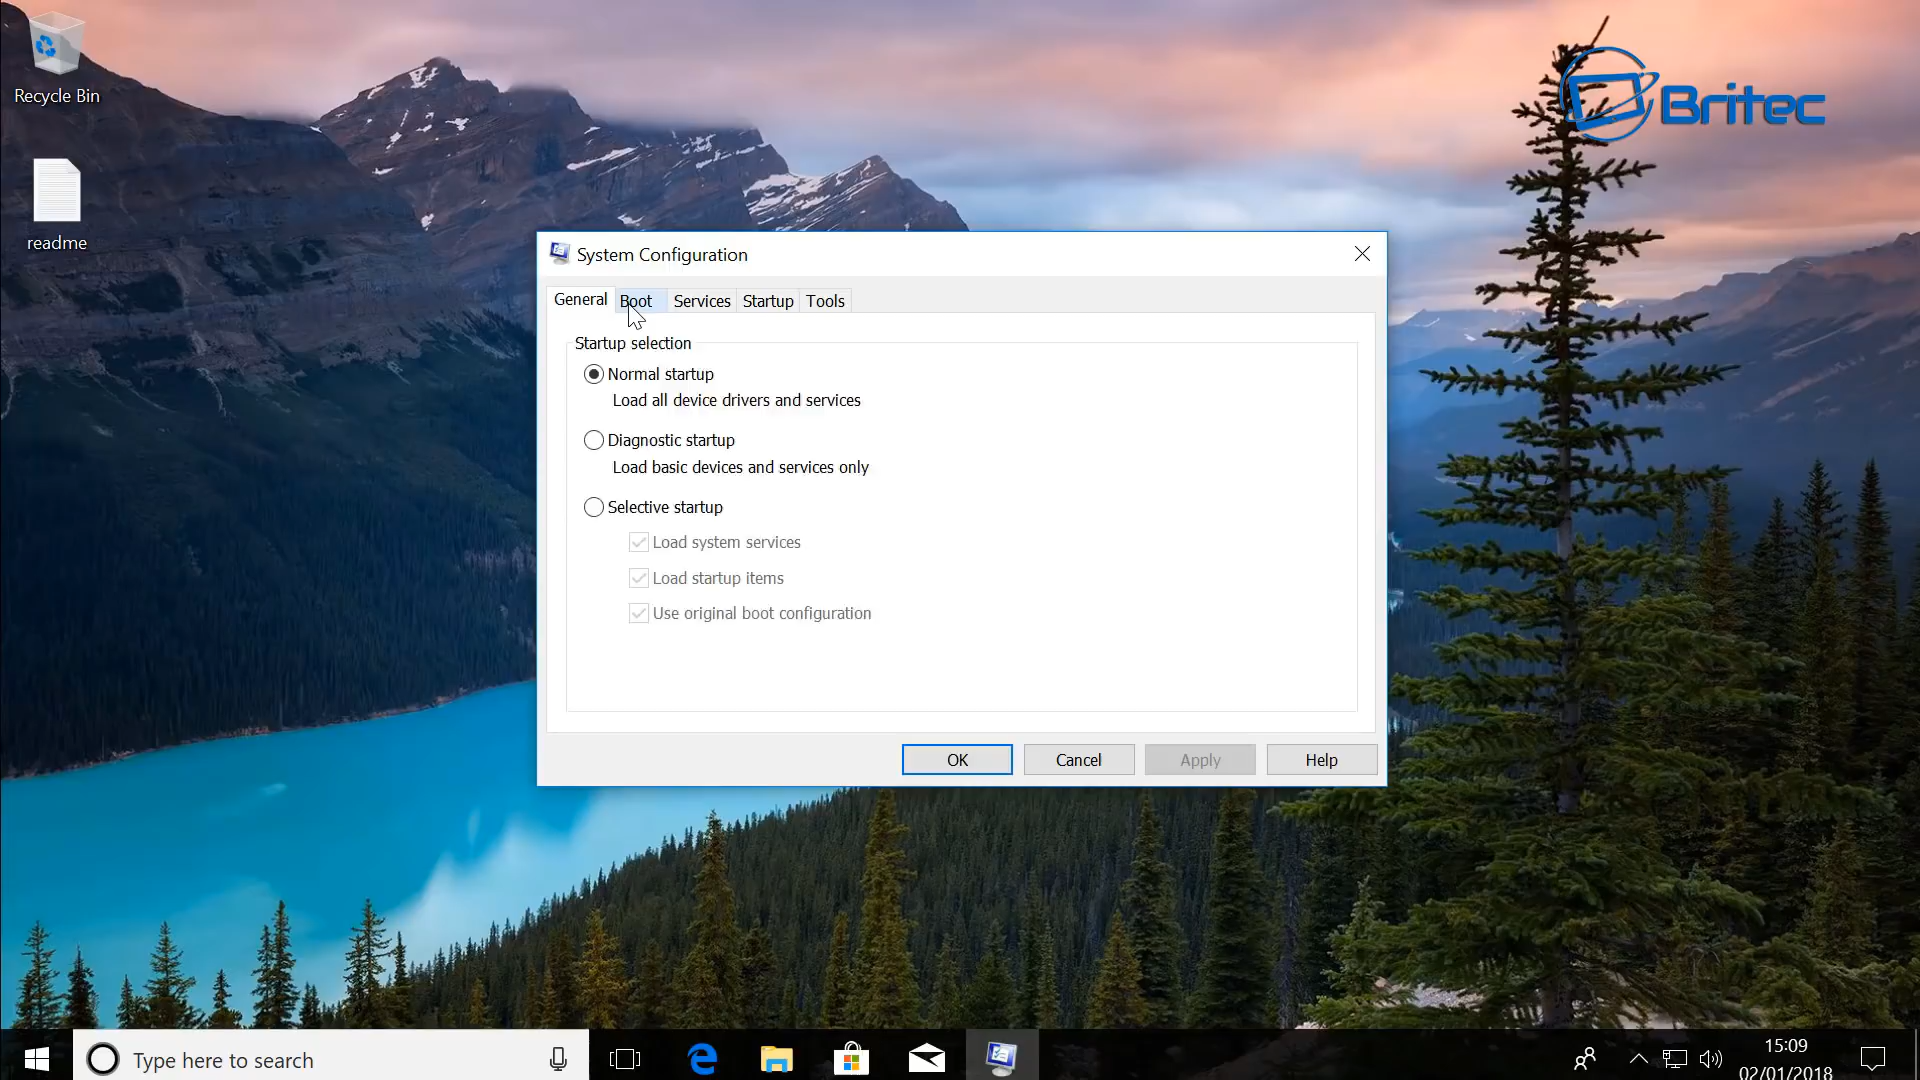 Recycle Bin
readme
Britec
System Configuration
General Boot Services Startup Tools
Startup selection
Normal startup
Load all device drivers and services
Diagnostic startup
Load basic devices and services only
Selective startup
Load system services
Load startup items
Use original boot configuration
OK Cancel Apply Help
Type here to search
15:09
02/01/2018